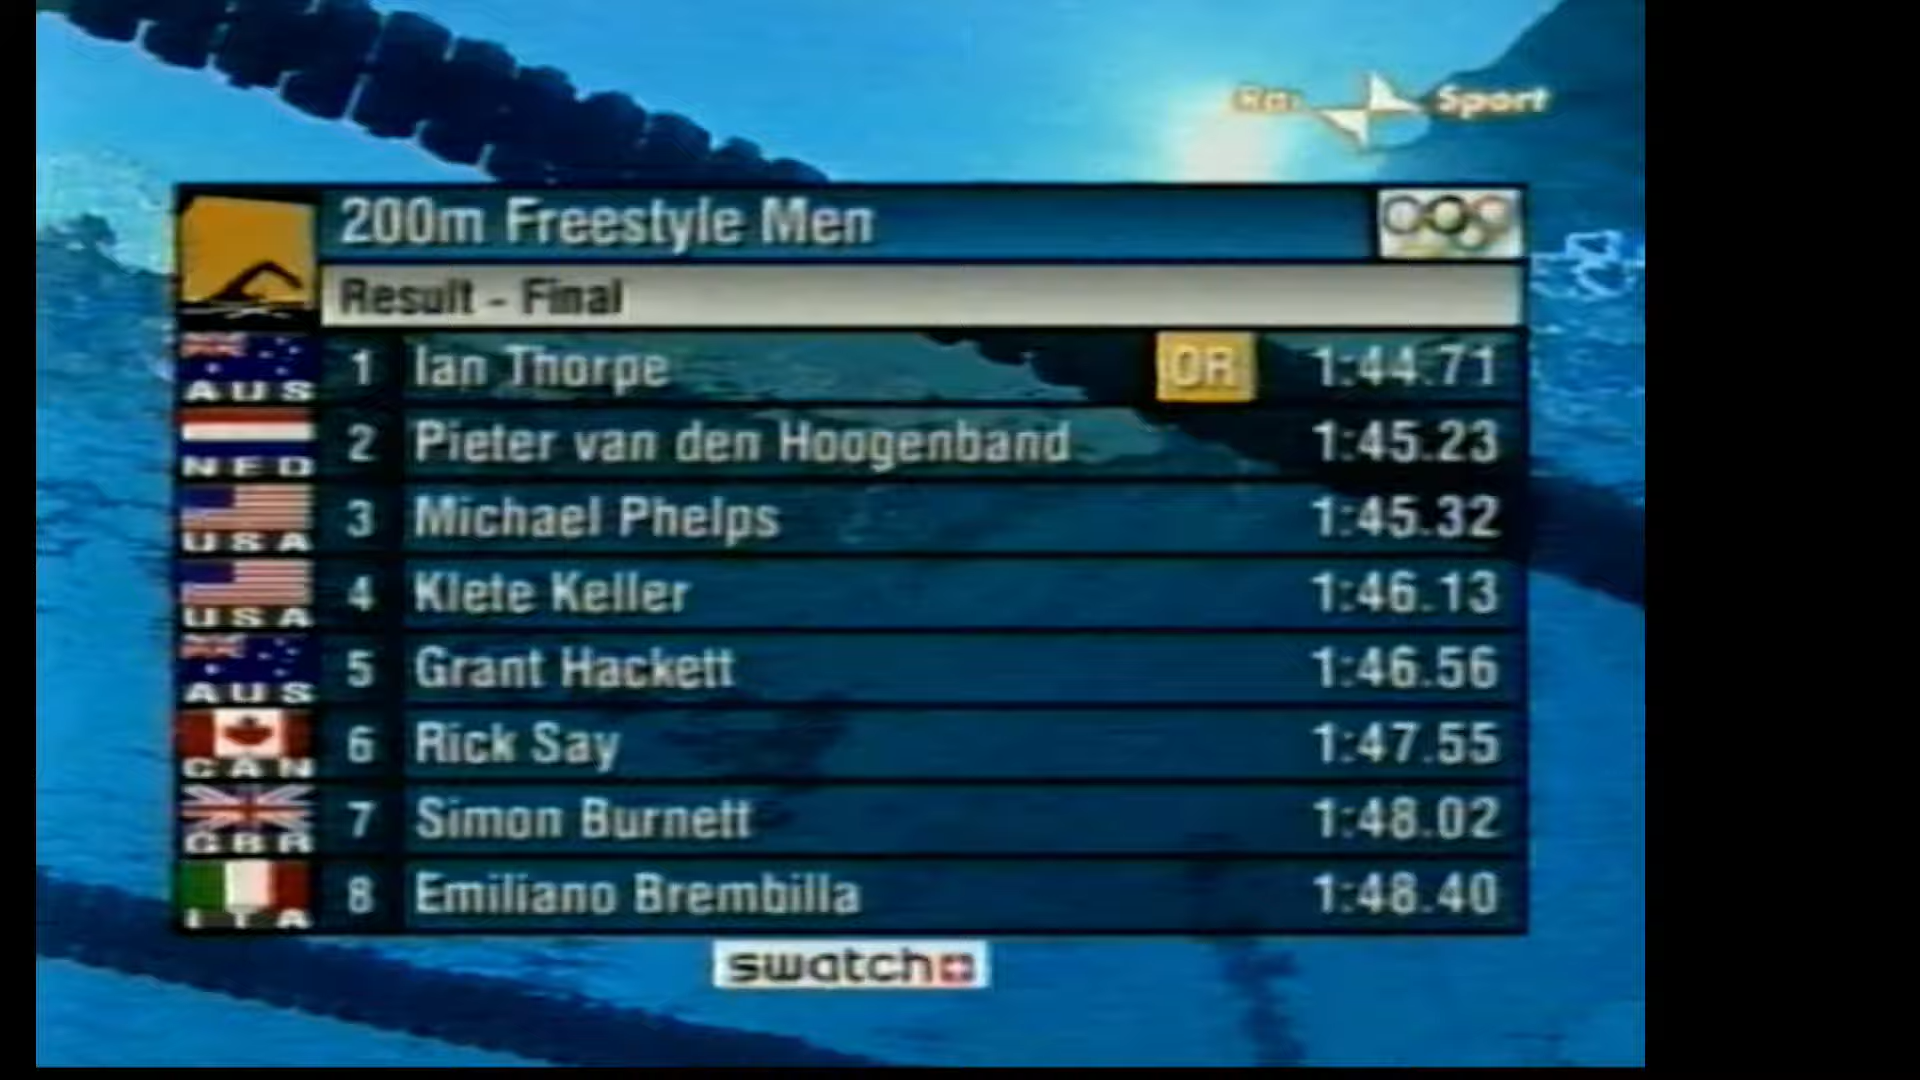 Rai Sport
200m Freestyle Men
Result - Final
AUS 1 Ian Thorpe OR 1:44.71
NED 2 Pieter van den Hoogenband 1:45.23
USA 3 Michael Phelps 1:45.32
USA 4 Klete Keller 1:46.13
AUS 5 Grant Hackett 1:46.56
CAN 6 Rick Say 1:47.55
GBR 7 Simon Burnett 1:48.02
ITA 8 Emiliano Brembilla 1:48.40
swatch